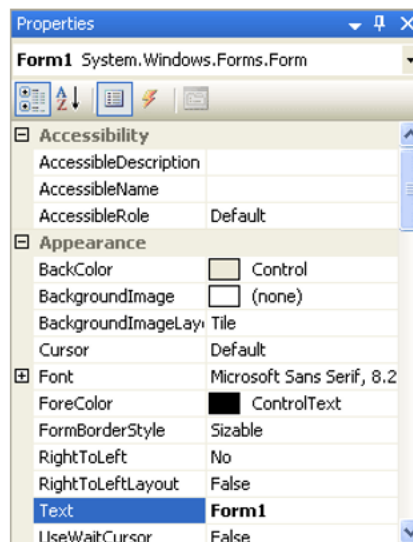 Properties
Form1 System.Windows.Forms.Form
A
Z
Accessibility
AccessibleDescription
AccessibleName
AccessibleRole Default
Appearance
BackColor Control
BackgroundImage (none)
BackgroundImageLay Tile
Cursor Default
Font Microsoft Sans Serif, 8.2
ForeColor ControlText
FormBorderStyle Sizable
RightToLeft No
RightToLeftLayout False
Text Form1
UseWaitCursor False